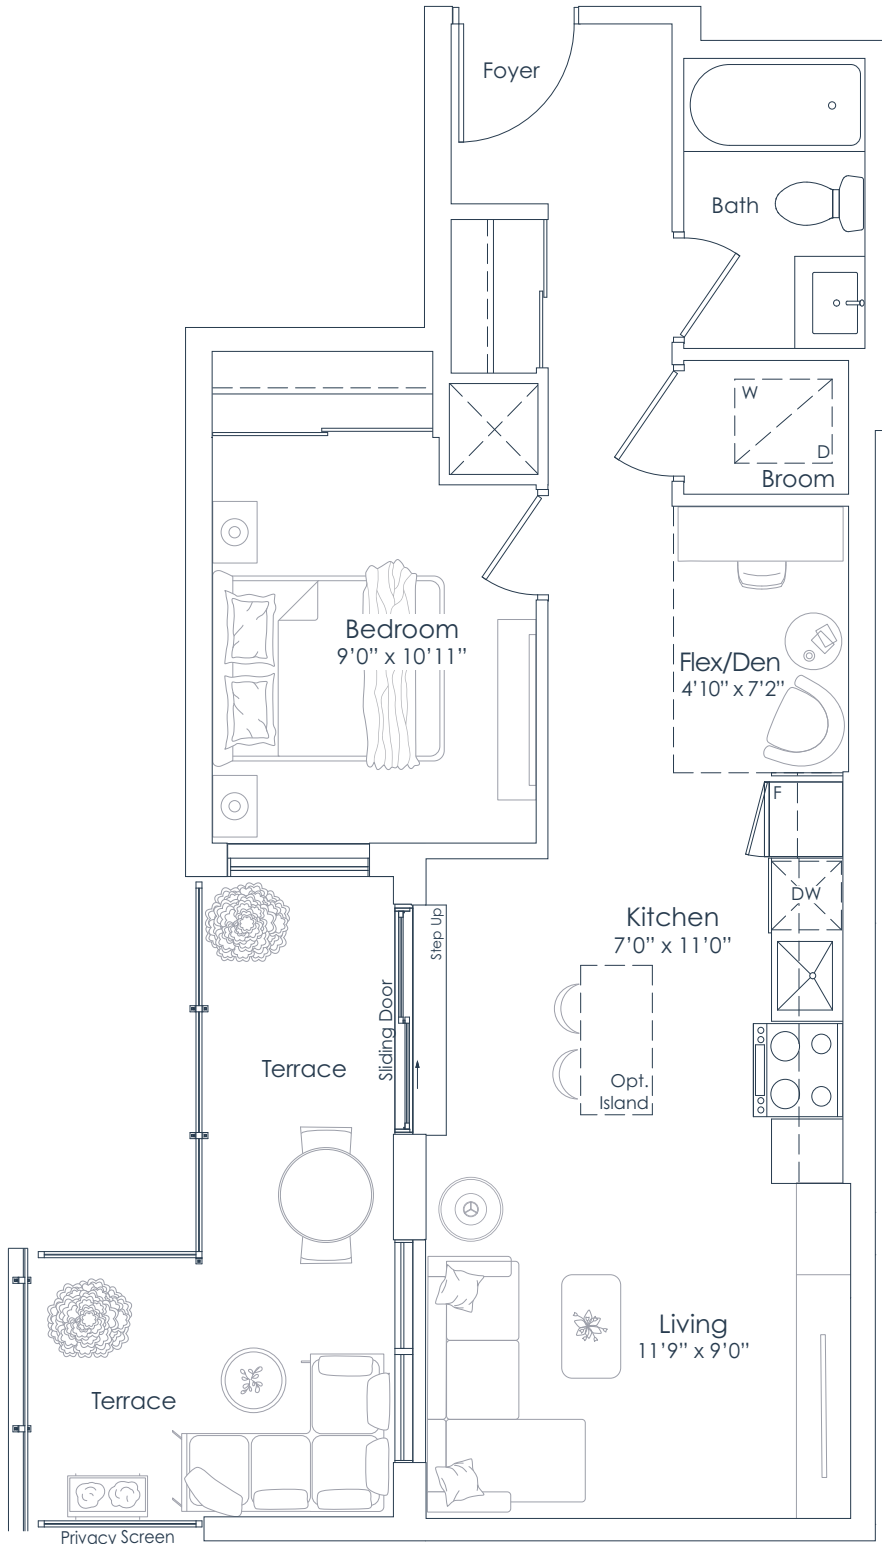 Foyer
Bath
W
D
Broom
Bedroom
9’0” x 10’11”
Flex/Den
4’10” x 7’2”
F
DW
Kitchen
7’0” x 11’0”
Step Up
Sliding Door
Terrace
Opt.
Island
Living
11’9” x 9’0”
Terrace
Privacy Screen